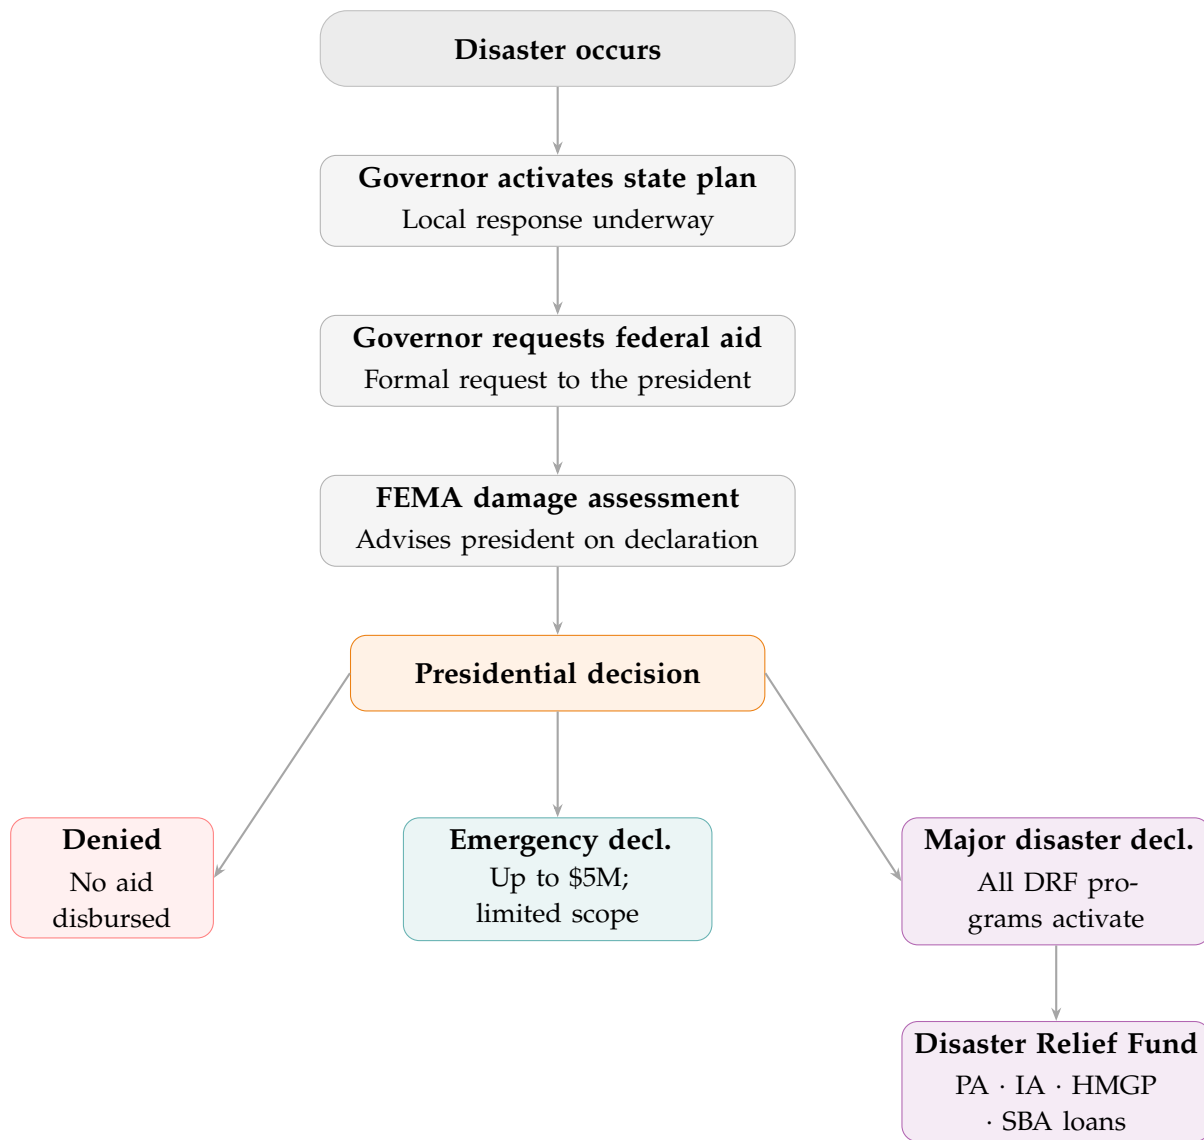 Disaster occurs
Governor activates state plan
Local response underway
Governor requests federal aid
Formal request to the president
FEMA damage assessment
Advises president on declaration
Presidential decision
Denied
No aid
disbursed
Emergency decl.
Up to $5M;
limited scope
Major disaster decl.
All DRF pro-
grams activate
Disaster Relief Fund
PA · IA · HMGP
· SBA loans